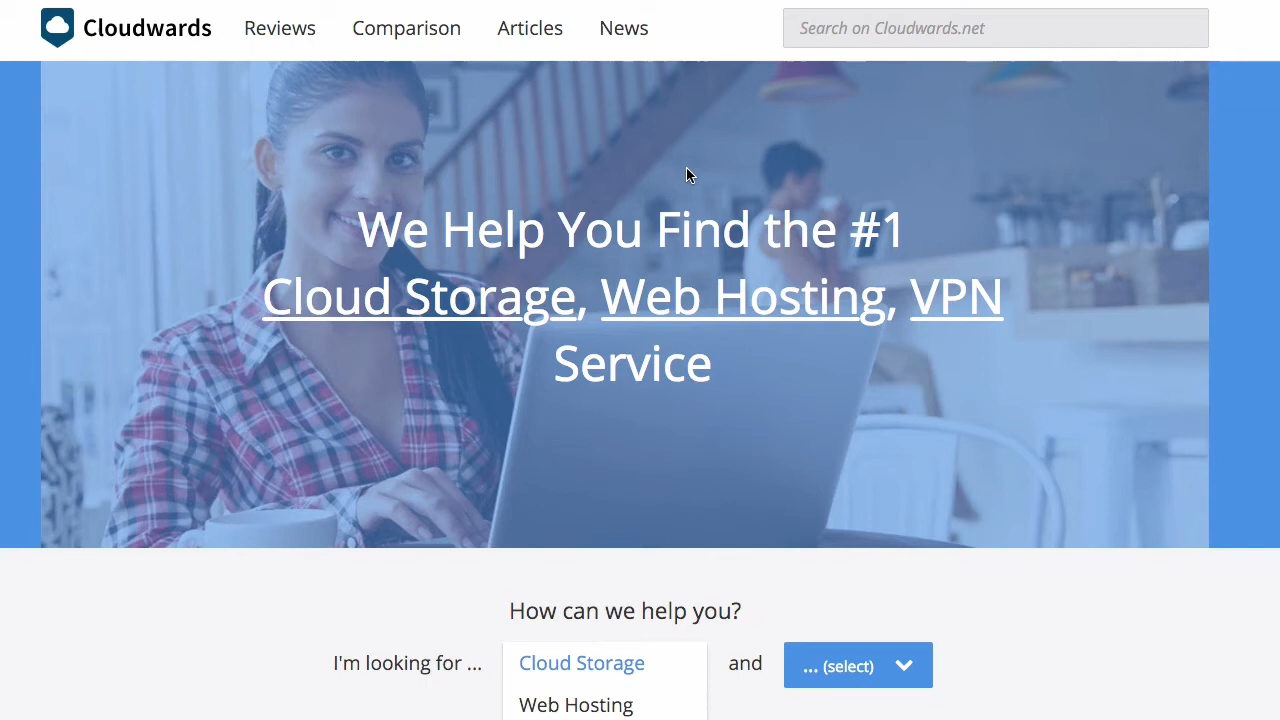 Cloudwards Reviews Comparison Articles News Search on Cloudwards.net
We Help You Find the #1
Cloud Storage, Web Hosting, VPN
Service
How can we help you?
I'm looking for ... Cloud Storage and ... (select)
Web Hosting